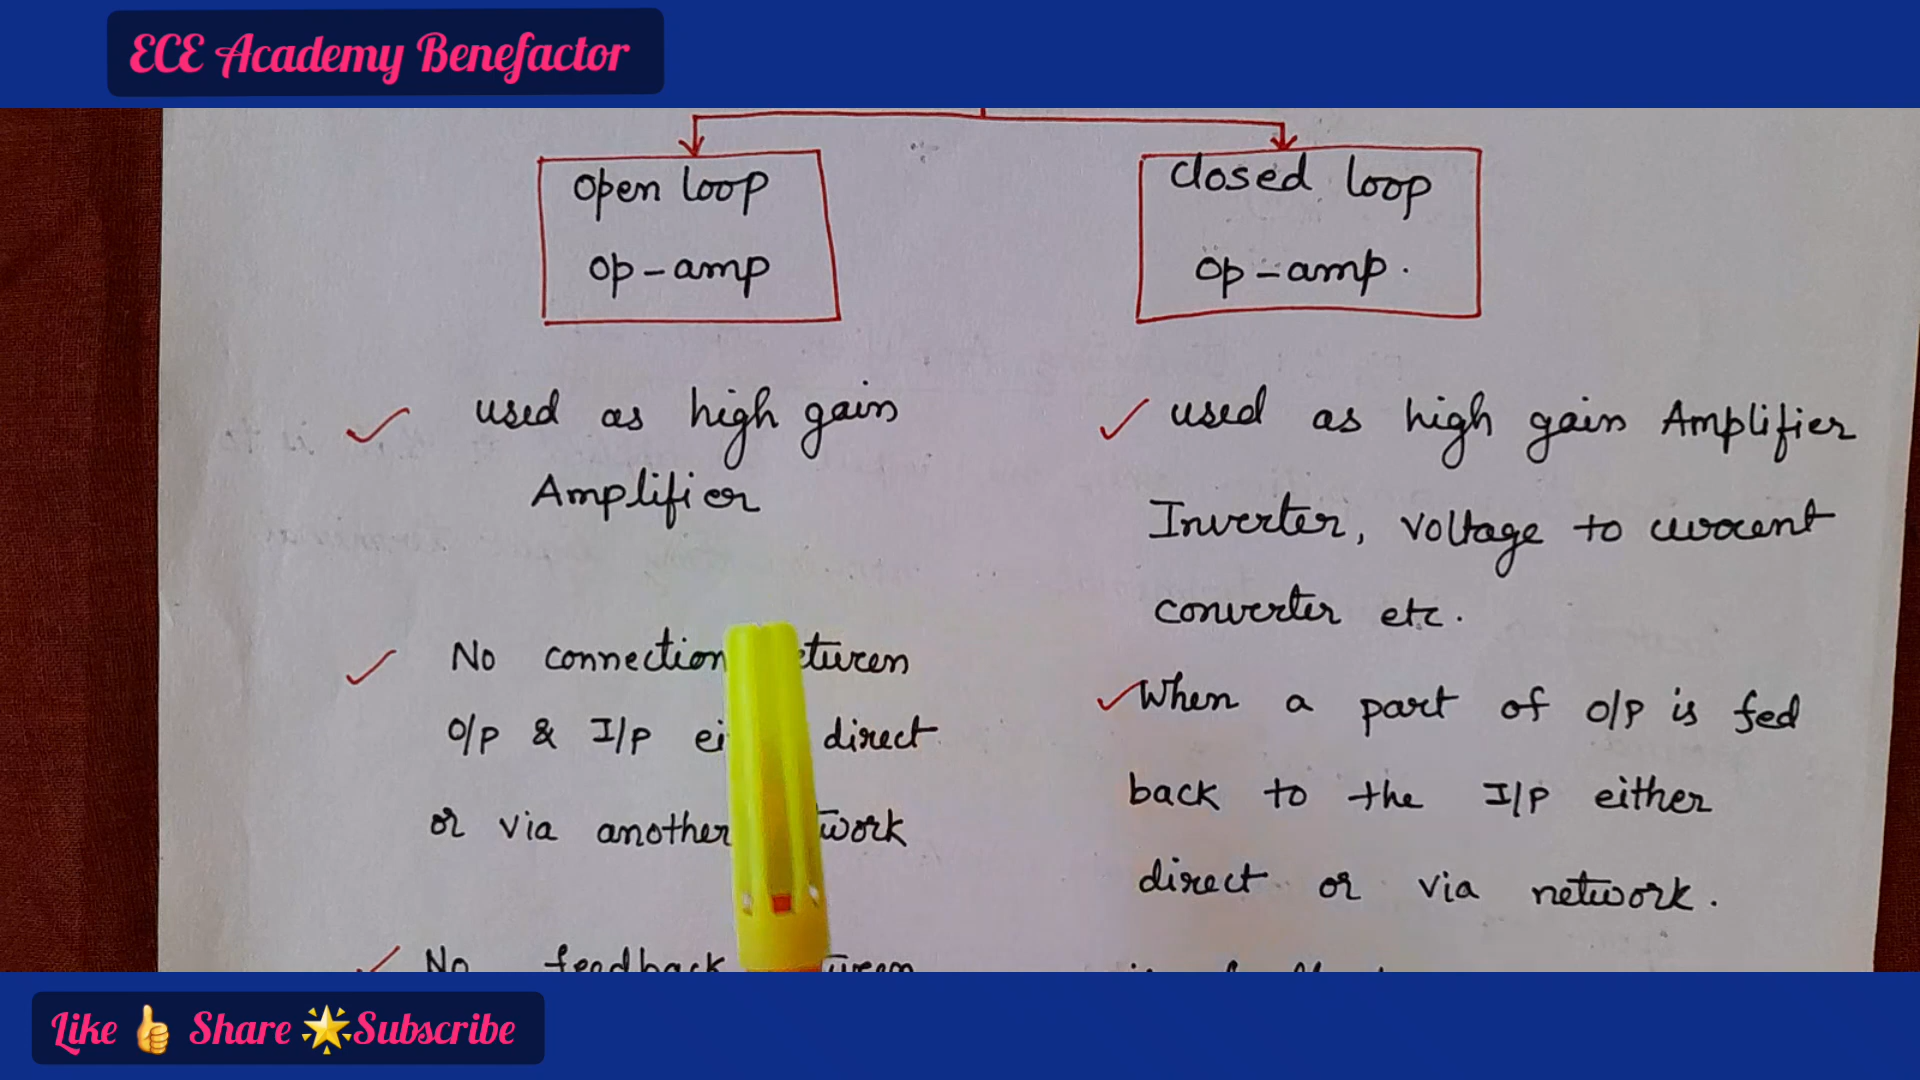 ECE Academy Benefactor
open loop
op-amp
closed loop
op-amp.
used as high gain
Amplifier
No connection
O/p & I/p direct
or via another
No feedback
used as high gain Amplifier
Inverter, voltage to current
converter etc.
When a part of o/p is fed
back to the I/p either
direct or via network.
Like 👍 Share 🌟Subscribe